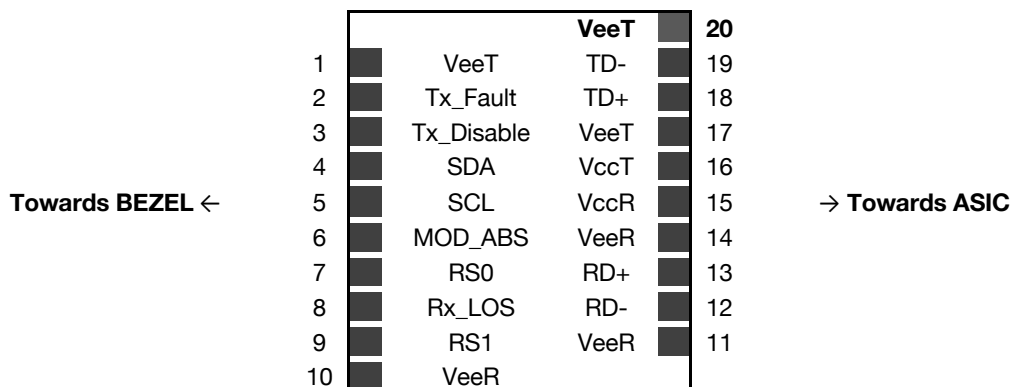 VeeT 20
1 VeeT TD- 19
2 Tx_Fault TD+ 18
3 Tx_Disable VeeT 17
4 SDA VccT 16
Towards BEZEL ← 5 SCL VccR 15 → Towards ASIC
6 MOD_ABS VeeR 14
7 RS0 RD+ 13
8 Rx_LOS RD- 12
9 RS1 VeeR 11
10 VeeR